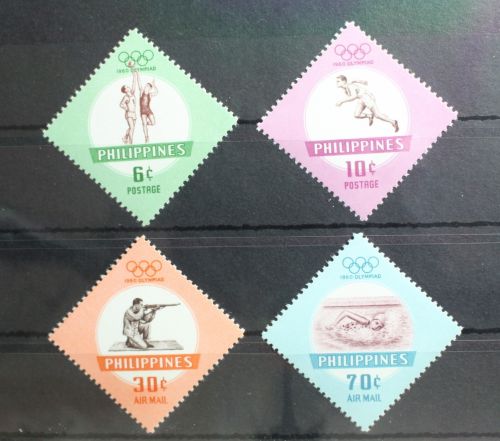 1960 OLYMPIAD
PHILIPPINES
6¢
POSTAGE
1960 OLYMPIAD
PHILIPPINES
10¢
POSTAGE
1960 OLYMPIAD
PHILIPPINES
30¢
AIR MAIL
1960 OLYMPIAD
PHILIPPINES
70¢
AIR MAIL